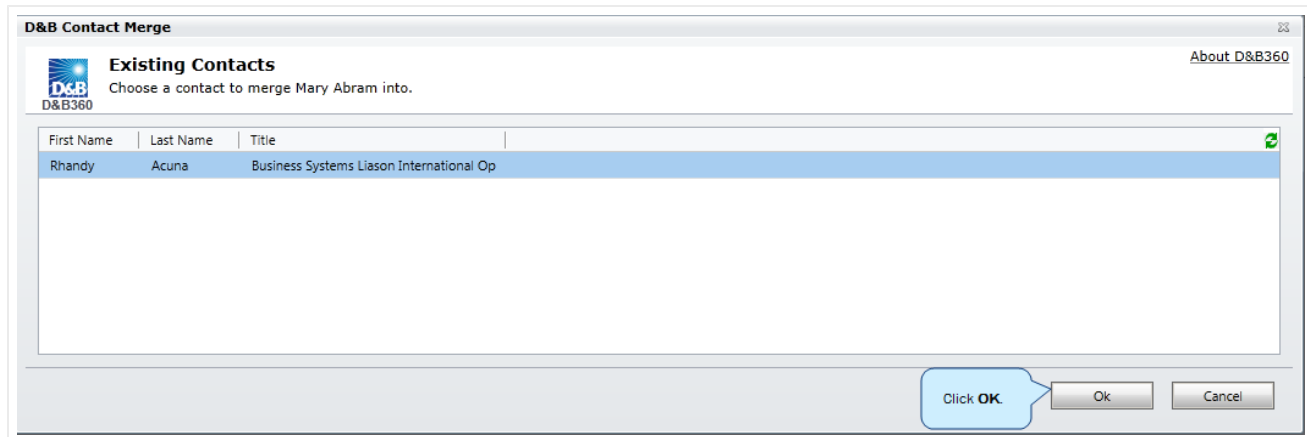 D&B Contact Merge
About D&B360
Existing Contacts
Choose a contact to merge Mary Abram into.
D&B
D&B360
First Name Last Name Title
Rhandy Acuna Business Systems Liason International Op
Click OK.
Ok Cancel